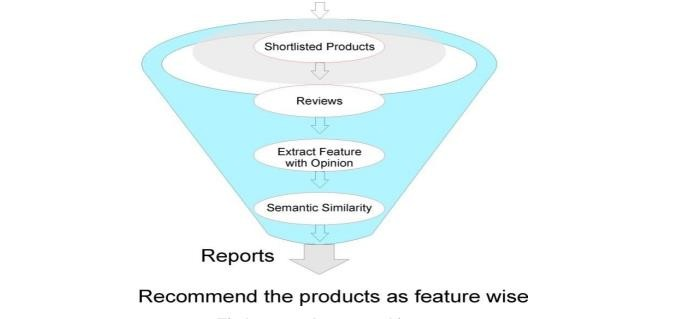 Shortlisted Products
Reviews
Extract Feature
with Opinion
Semantic Similarity
Reports
Recommend the products as feature wise